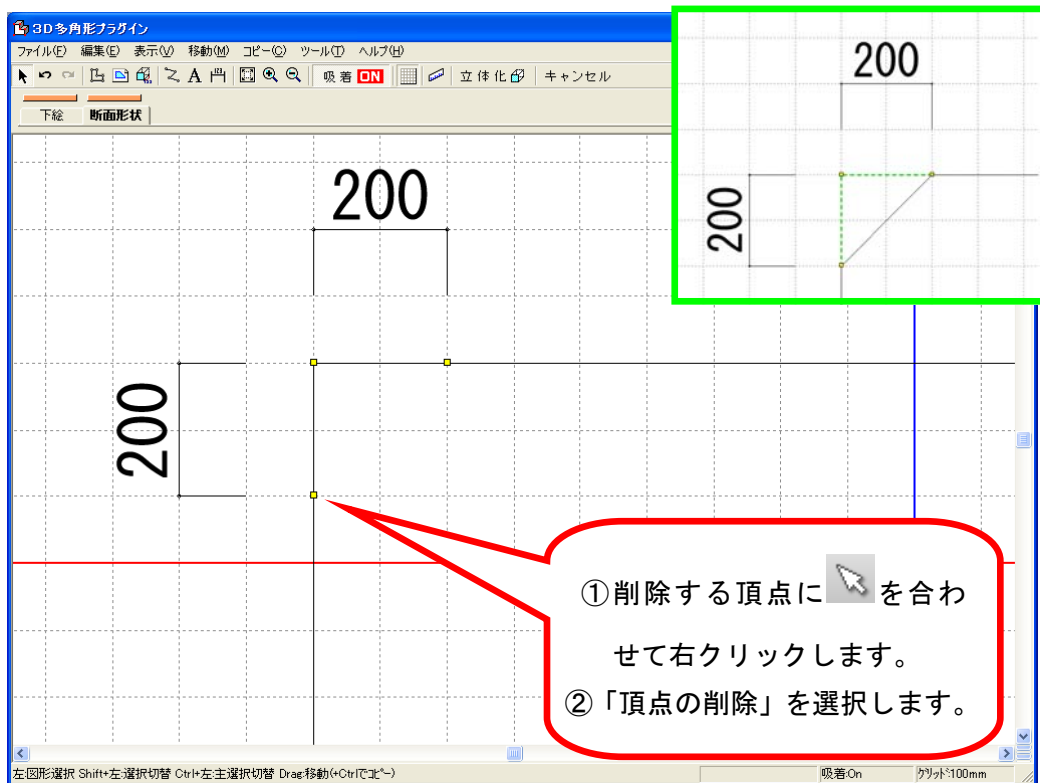 3D多角形プラグイン
ファイル(F) 編集(E) 表示(V) 移動(M) コピー(C) ツール(T) ヘルプ(H)
A 吸着 ON 立体化 キャンセル
下絵 断面形状
200
200
200
200
①削除する頂点に を合わ
せて右クリックします。
②「頂点の削除」を選択します。
左:図形選択 Shift+左:選択切替 Ctrl+左:主選択切替 Drag:移動(+Ctrlでコピー) 吸着:On グリッド:100mm